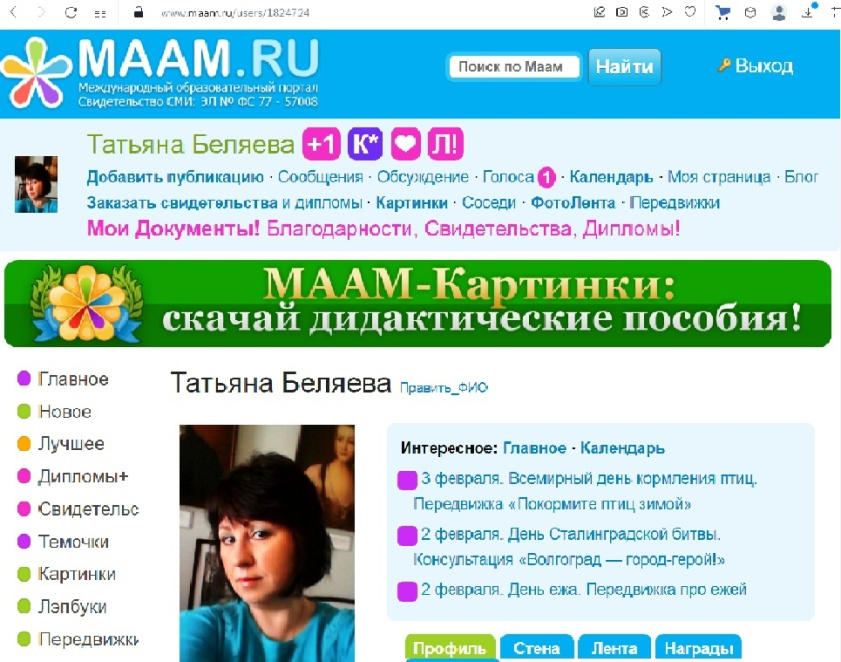 www.maam.ru/users/1824724
MAAM.RU
Международный образовательный портал
Свидетельство СМИ: ЭЛ № ФС 77 - 57008
Поиск по Маам
Найти
Выход
Татьяна Беляева +1 К* Л!
Добавить публикацию · Сообщения · Обсуждение · Голоса 1 · Календарь · Моя страница · Блог
Заказать свидетельства и дипломы · Картинки · Соседи · ФотоЛента · Передвижки
Мои Документы! Благодарности, Свидетельства, Дипломы!
МААМ-Картинки:
скачай дидактические пособия!
Главное
Новое
Лучшее
Дипломы+
Свидетельс
Темочки
Картинки
Лэпбуки
Передвижки
Татьяна Беляева Править_ФИО
Интересное: Главное · Календарь
3 февраля. Всемирный день кормления птиц.
Передвижка «Покормите птиц зимой»
2 февраля. День Сталинградской битвы.
Консультация «Волгоград — город-герой!»
2 февраля. День ежа. Передвижка про ежей
Профиль Стена Лента Награды